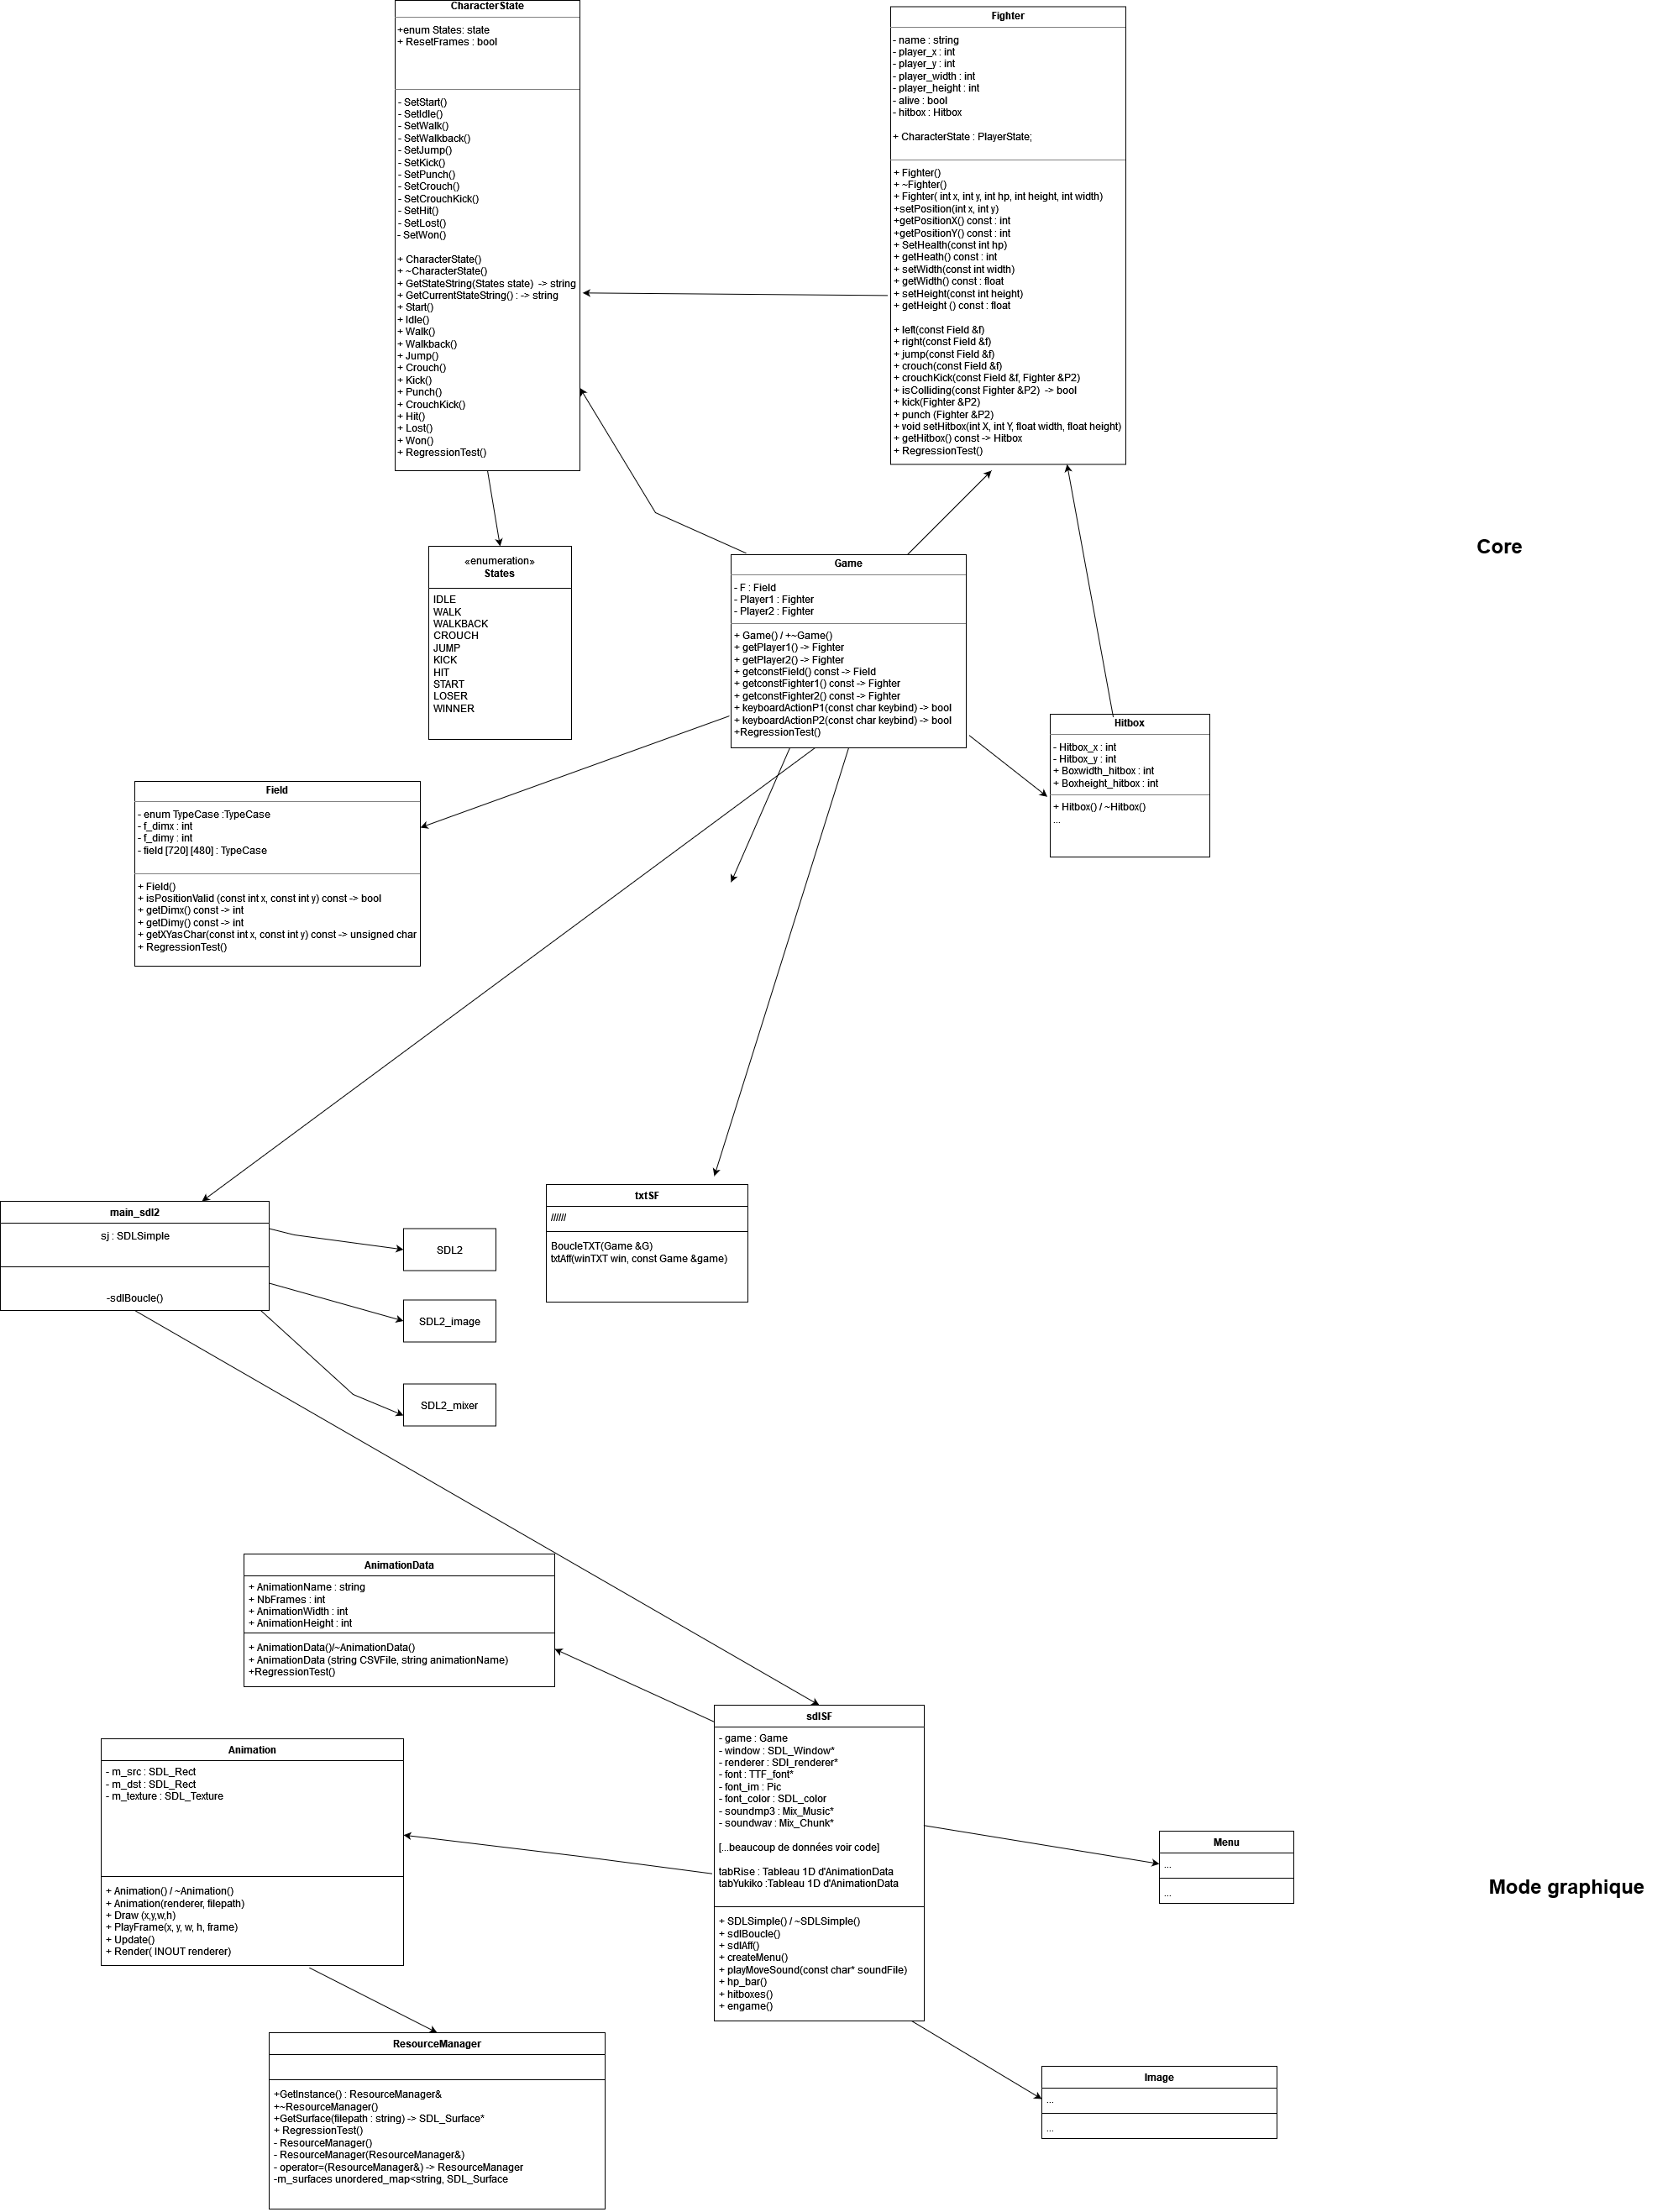 CharacterState
+enum States: state
+ ResetFrames : bool
- SetStart()
- SetIdle()
- SetWalk()
- SetWalkback()
- SetJump()
- SetKick()
- SetPunch()
- SetCrouch()
- SetCrouchKick()
- SetHit()
- SetLost()
- SetWon()
+ CharacterState()
+ ~CharacterState()
+ GetStateString(States state) -> string
+ GetCurrentStateString() : -> string
+ Start()
+ Idle()
+ Walk()
+ Walkback()
+ Jump()
+ Crouch()
+ Kick()
+ Punch()
+ CrouchKick()
+ Hit()
+ Lost()
+ Won()
+ RegressionTest()
Fighter
- name : string
- player_x : int
- player_y : int
- player_width : int
- player_height : int
- alive : bool
- hitbox : Hitbox
+ CharacterState : PlayerState;
+ Fighter()
+ ~Fighter()
+ Fighter( int x, int y, int hp, int height, int width)
+setPosition(int x, int y)
+getPositionX() const : int
+getPositionY() const : int
+ SetHealth(const int hp)
+ getHeath() const : int
+ setWidth(const int width)
+ getWidth() const : float
+ setHeight(const int height)
+ getHeight () const : float
+ left(const Field &f)
+ right(const Field &f)
+ jump(const Field &f)
+ crouch(const Field &f)
+ crouchKick(const Field &f, Fighter &P2)
+ isColliding(const Fighter &P2) -> bool
+ kick(Fighter &P2)
+ punch (Fighter &P2)
+ void setHitbox(int X, int Y, float width, float height)
+ getHitbox() const -> Hitbox
+ RegressionTest()
Core
«enumeration»
States
IDLE
WALK
WALKBACK
CROUCH
JUMP
KICK
HIT
START
LOSER
WINNER
Game
- F : Field
- Player1 : Fighter
- Player2 : Fighter
+ Game() / +~Game()
+ getPlayer1() -> Fighter
+ getPlayer2() -> Fighter
+ getconstField() const -> Field
+ getconstFighter1() const -> Fighter
+ getconstFighter2() const -> Fighter
+ keyboardActionP1(const char keybind) -> bool
+ keyboardActionP2(const char keybind) -> bool
+RegressionTest()
Hitbox
- Hitbox_x : int
- Hitbox_y : int
+ Boxwidth_hitbox : int
+ Boxheight_hitbox : int
+ Hitbox() / ~Hitbox()
...
Field
- enum TypeCase :TypeCase
- f_dimx : int
- f_dimy : int
- field [720] [480] : TypeCase
+ Field()
+ isPositionValid (const int x, const int y) const -> bool
+ getDimx() const -> int
+ getDimy() const -> int
+ getXYasChar(const int x, const int y) const -> unsigned char
+ RegressionTest()
main_sdl2
sj : SDLSimple
-sdlBoucle()
SDL2
SDL2_image
SDL2_mixer
txtSF
//////
BoucleTXT(Game &G)
txtAff(winTXT win, const Game &game)
AnimationData
+ AnimationName : string
+ NbFrames : int
+ AnimationWidth : int
+ AnimationHeight : int
+ AnimationData()/~AnimationData()
+ AnimationData (string CSVFile, string animationName)
+RegressionTest()
sdlSF
- game : Game
- window : SDL_Window*
- renderer : SDl_renderer*
- font : TTF_font*
- font_im : Pic
- font_color : SDL_color
- soundmp3 : Mix_Music*
- soundwav : Mix_Chunk*
[...beaucoup de données voir code]
tabRise : Tableau 1D d'AnimationData
tabYukiko :Tableau 1D d'AnimationData
+ SDLSimple() / ~SDLSimple()
+ sdlBoucle()
+ sdlAff()
+ createMenu()
+ playMoveSound(const char* soundFile)
+ hp_bar()
+ hitboxes()
+ engame()
Animation
- m_src : SDL_Rect
- m_dst : SDL_Rect
- m_texture : SDL_Texture
+ Animation() / ~Animation()
+ Animation(renderer, filepath)
+ Draw (x,y,w,h)
+ PlayFrame(x, y, w, h, frame)
+ Update()
+ Render( INOUT renderer)
Menu
...
...
Mode graphique
ResourceManager
+GetInstance() : ResourceManager&
+~ResourceManager()
+GetSurface(filepath : string) -> SDL_Surface*
+ RegressionTest()
- ResourceManager()
- ResourceManager(ResourceManager&)
- operator=(ResourceManager&) -> ResourceManager
-m_surfaces unordered_map<string, SDL_Surface
Image
...
...